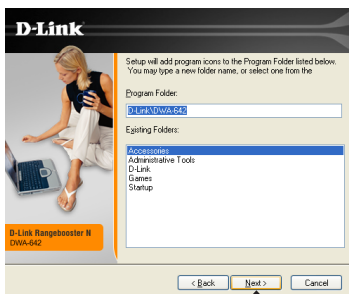 D-Link
Setup will add program icons to the Program Folder listed below.
You may type a new folder name, or select one from the
Program Folder:
D-Link\DWA-642
Existing Folders:
Accessories
Administrative Tools
D-Link
Games
Startup
D-Link Rangebooster N
DWA-642
< Back
Next >
Cancel